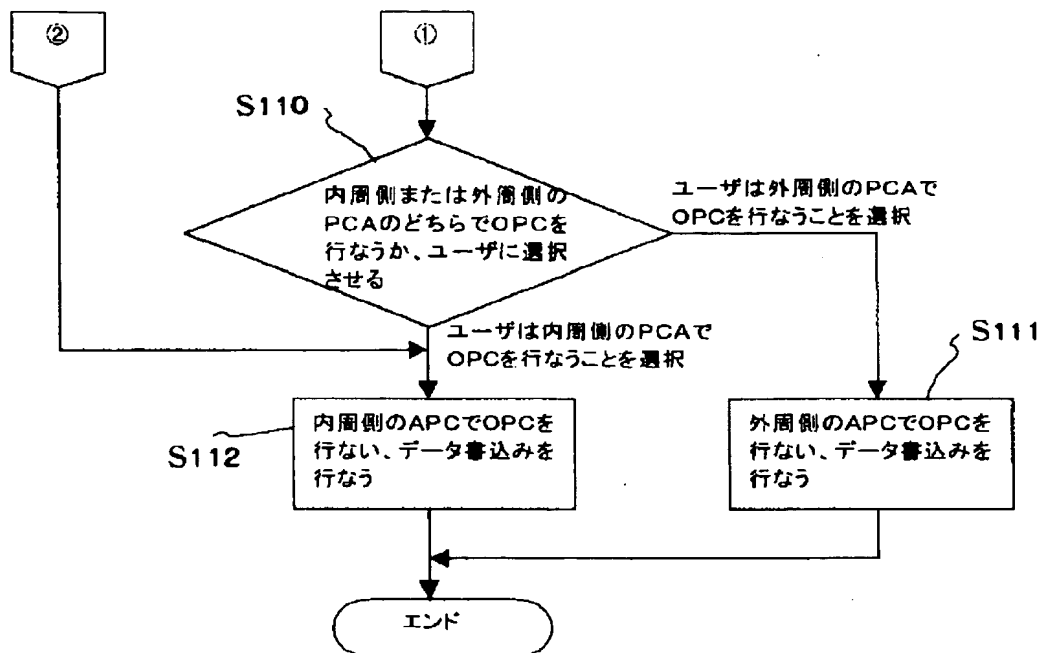 ②
①
S110
内周側または外周側の
PCAのどちらでOPCを
行なうか、ユーザに選択
させる
ユーザは外周側のPCAで
OPCを行なうことを選択
ユーザは内周側のPCAで
OPCを行なうことを選択
S111
内周側のAPCでOPCを
行ない、データ書込みを
行なう
S112
外周側のAPCでOPCを
行ない、データ書込みを
行なう
エンド